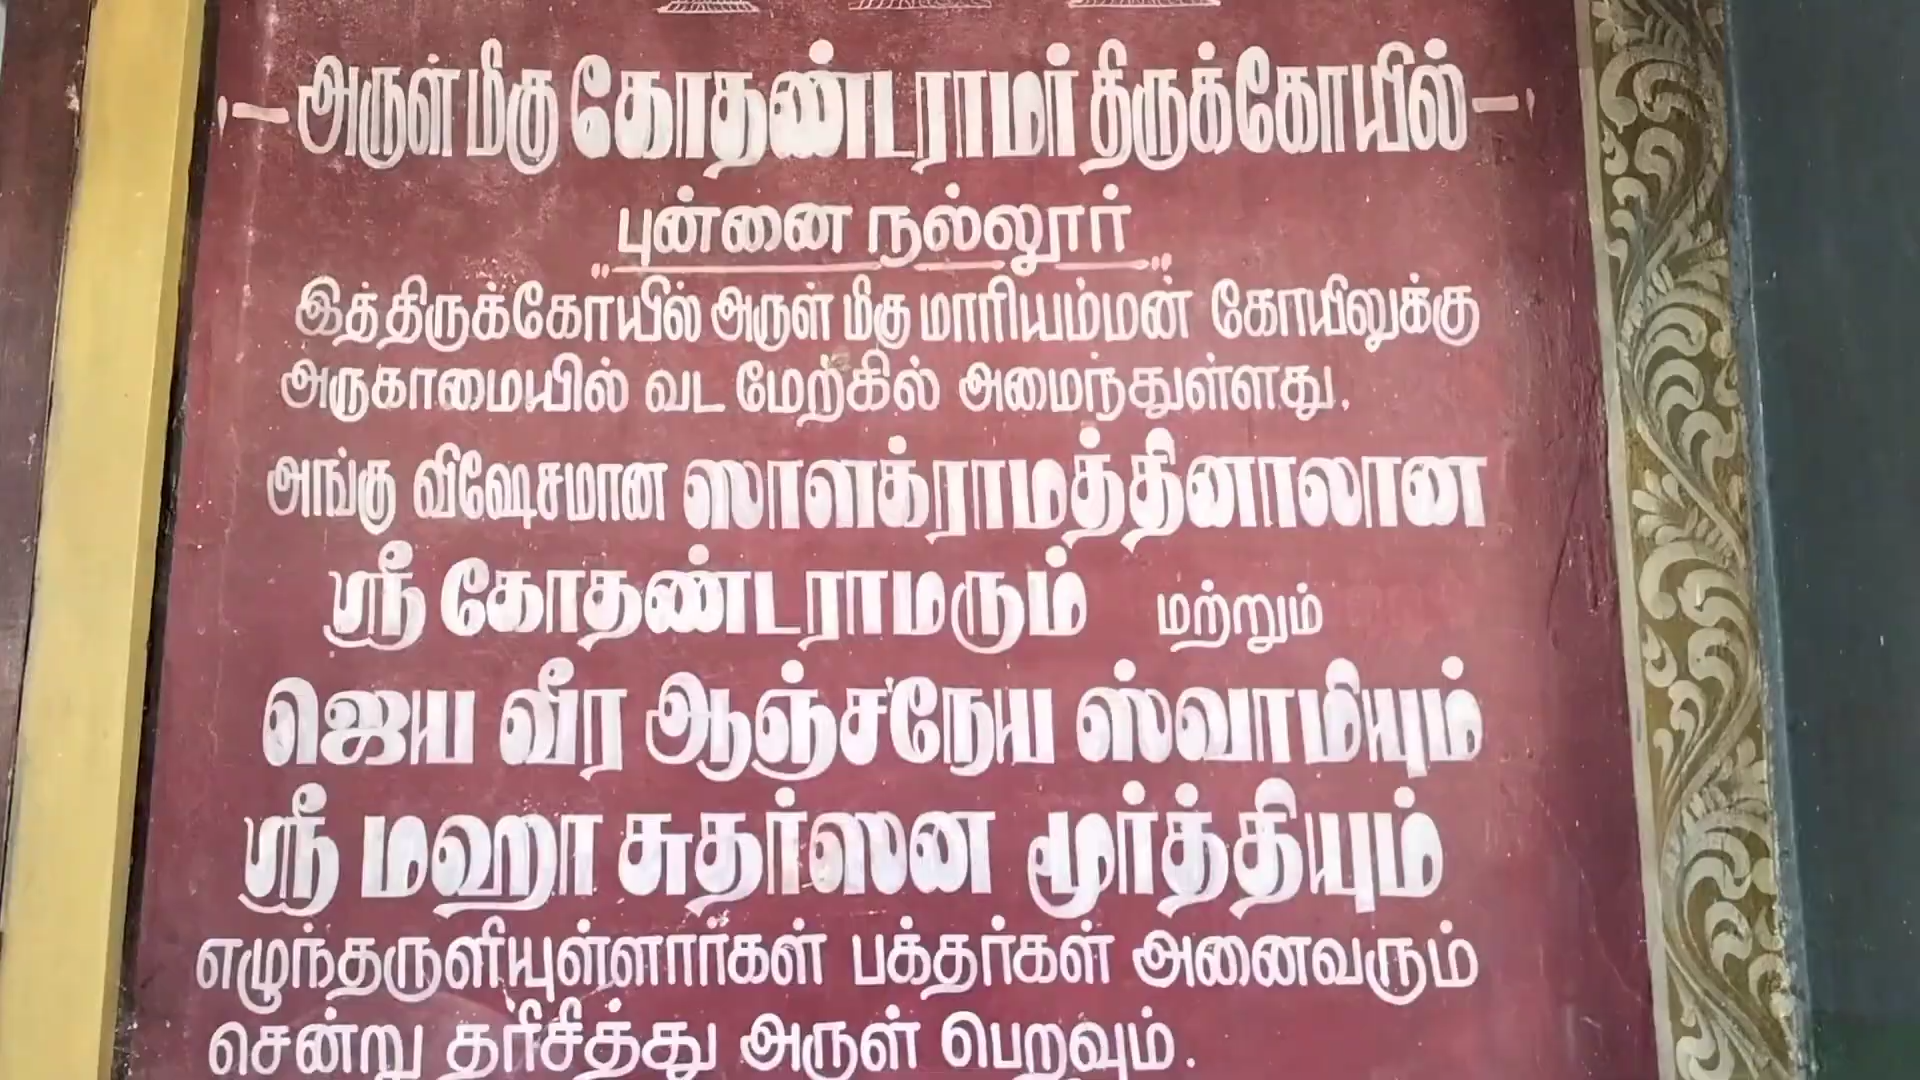 அருள்மிகு கோதண்டராமர் திருக்கோயில்
புன்னை நல்லூர்
இத்திருக்கோயில் அருள்மிகு மாரியம்மன் கோயிலுக்கு
அருகாமையில் வட மேற்கில் அமைந்துள்ளது.
அங்கு விஷேசமான ஸாளக்ராமத்தினாலான
ஸ்ரீ கோதண்டராமரும் மற்றும்
ஜெய வீர ஆஞ்சநேய ஸ்வாமியும்
ஸ்ரீ மஹா சுதர்ஸன மூர்த்தியும்
எழுந்தருளியுள்ளார்கள் பக்தர்கள் அனைவரும்
சென்று தரிசித்து அருள் பெறவும்.